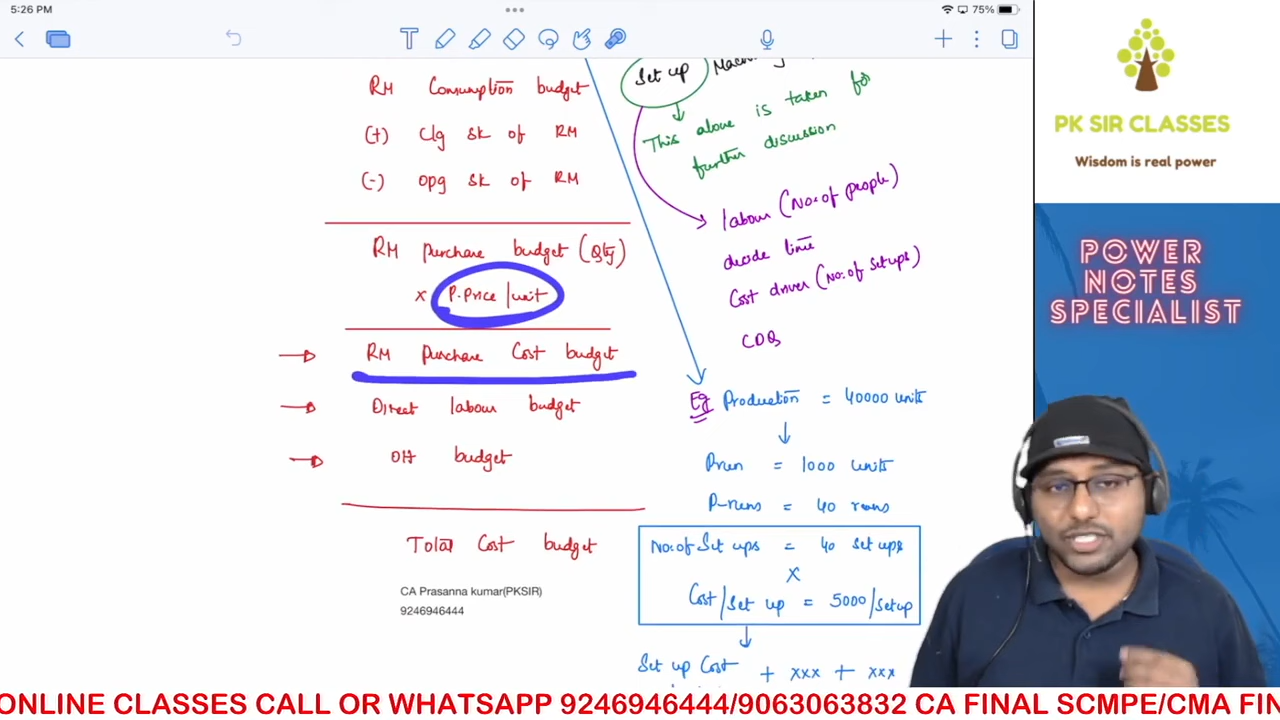 5:26 PM
75%
RM Consumption budget
(+) Clg sk of RM
(-) opg sk of RM
RM purchase budget (Qty)
x P.Price/unit
RM Purchase Cost budget
Direct labour budget
OH budget
Total Cost budget
CA Prasanna kumar(PKSIR)
9246946444
Set up
This above is taken for
further discussion
labour (No. of people)
decide time
Cost driver (No. of setups)
CDQ
Eg Production = 40000 units
Prun = 1000 units
P-runs = 40 runs
No. of Set ups = 40 Set ups
X
Cost/Set up = 5000/setup
Set up Cost + xxx + xxx
PK SIR CLASSES
Wisdom is real power
POWER
NOTES
SPECIALIST
ONLINE CLASSES CALL OR WHATSAPP 9246946444/9063063832 CA FINAL SCMPE/CMA FIN